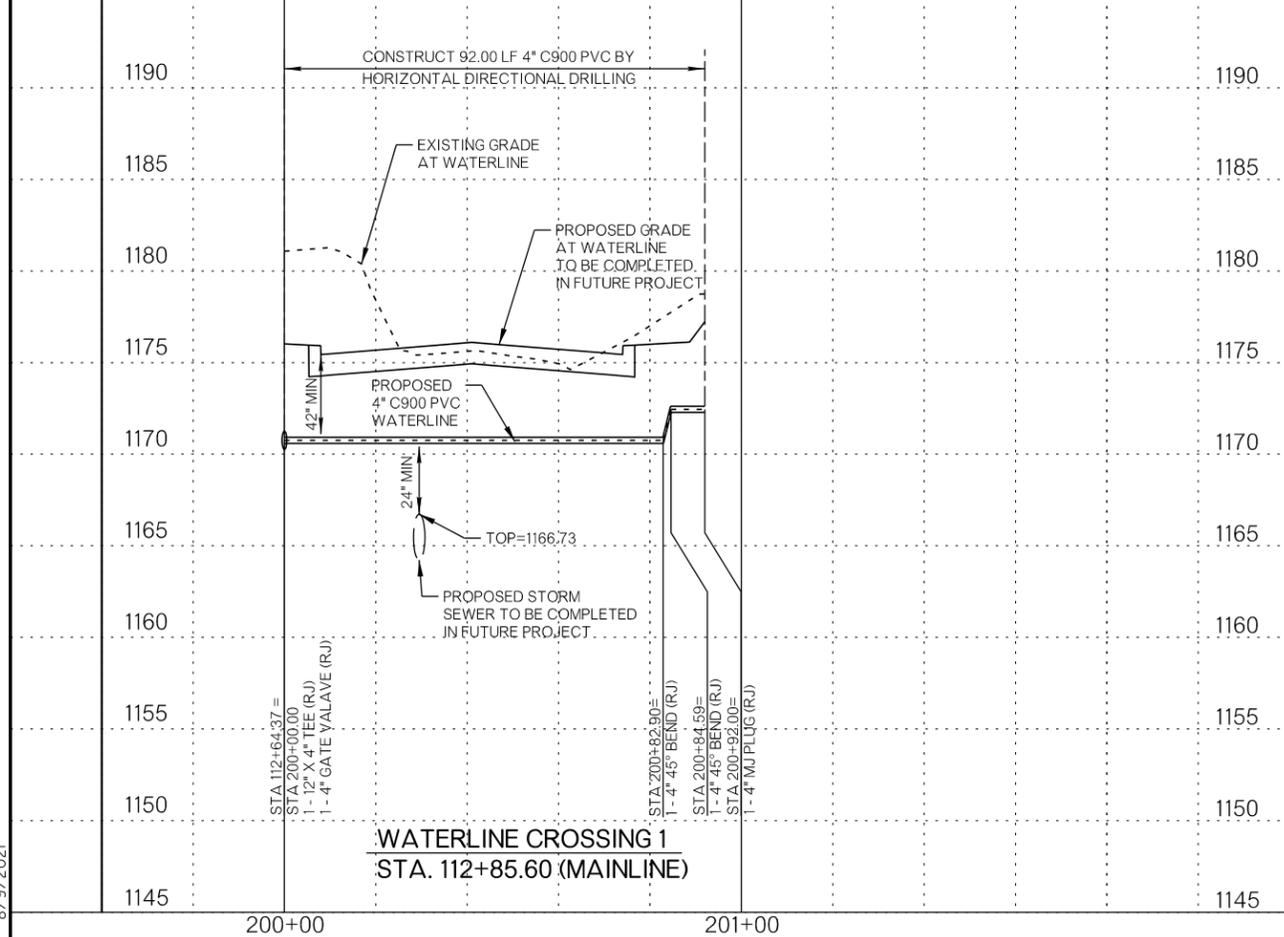 CONSTRUCT 92.00 LF 4" C900 PVC BY
HORIZONTAL DIRECTIONAL DRILLING
1190
1190
EXISTING GRADE
AT WATERLINE
1185
1185
PROPOSED GRADE
AT WATERLINE
TO BE COMPLETED
IN FUTURE PROJECT
1180
1180
1175
1175
42" MIN
PROPOSED
4" C900 PVC
WATERLINE
1170
1170
24" MIN
TOP=1166.73
1165
1165
PROPOSED STORM
SEWER TO BE COMPLETED
IN FUTURE PROJECT
1160
1160
1155
1155
STA 112+64.37 =
STA 200+00.00
1 - 12" X 4" TEE (RJ)
1 - 4" GATE VALAVE (RJ)
STA 200+82.90=
1 - 4" 45° BEND (RJ)
STA 200+84.59=
1 - 4" 45° BEND (RJ)
STA 200+92.00=
1 - 4" MJ PLUG (RJ)
1150
1150
WATERLINE CROSSING 1
STA. 112+85.60 (MAINLINE)
1145
1145
200+00
201+00